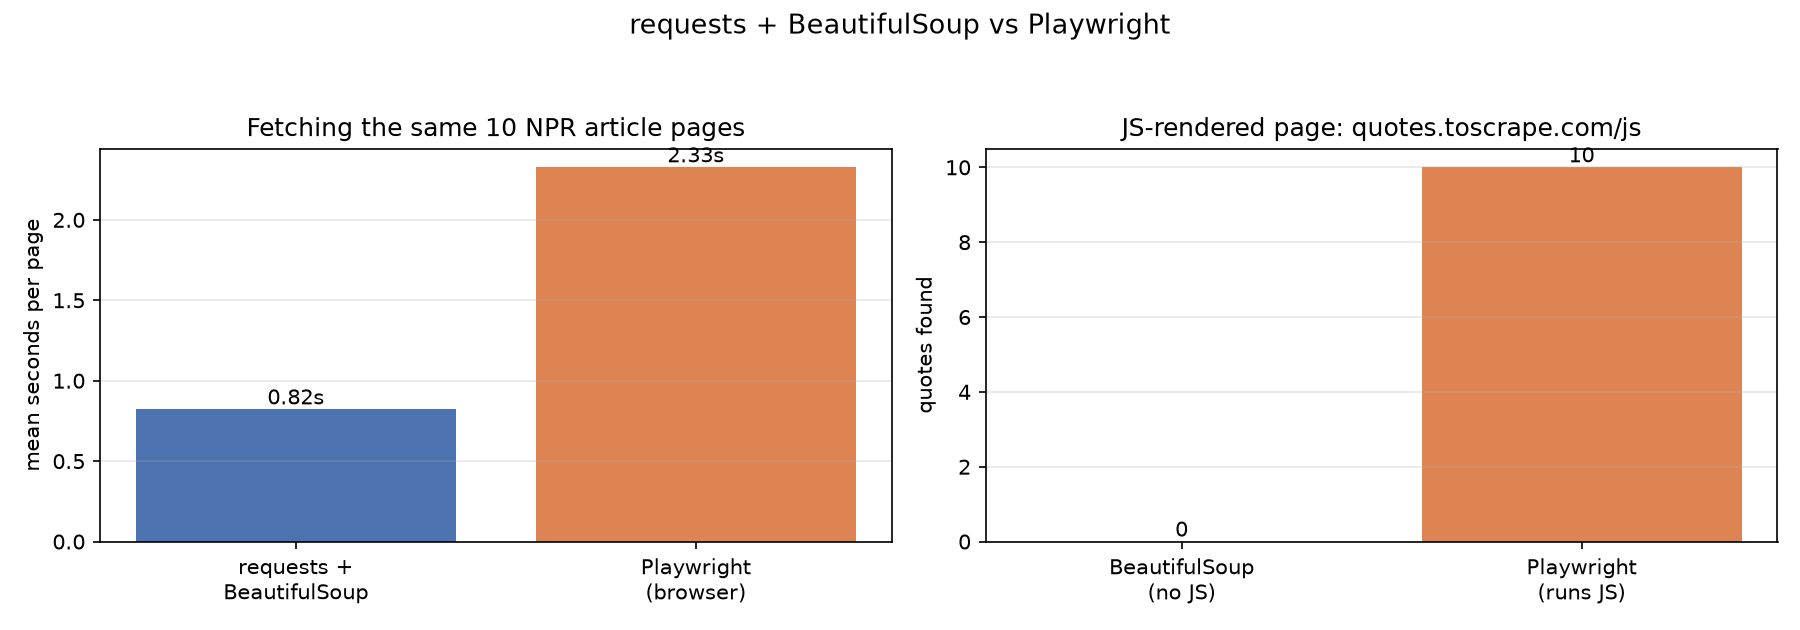 requests + BeautifulSoup vs Playwright
Fetching the same 10 NPR article pages
mean seconds per page
2.0
1.5
1.0
0.5
0.0
2.33s
0.82s
requests +
BeautifulSoup
Playwright
(browser)
JS-rendered page: quotes.toscrape.com/js
quotes found
10
8
6
4
2
0
10
0
BeautifulSoup
(no JS)
Playwright
(runs JS)